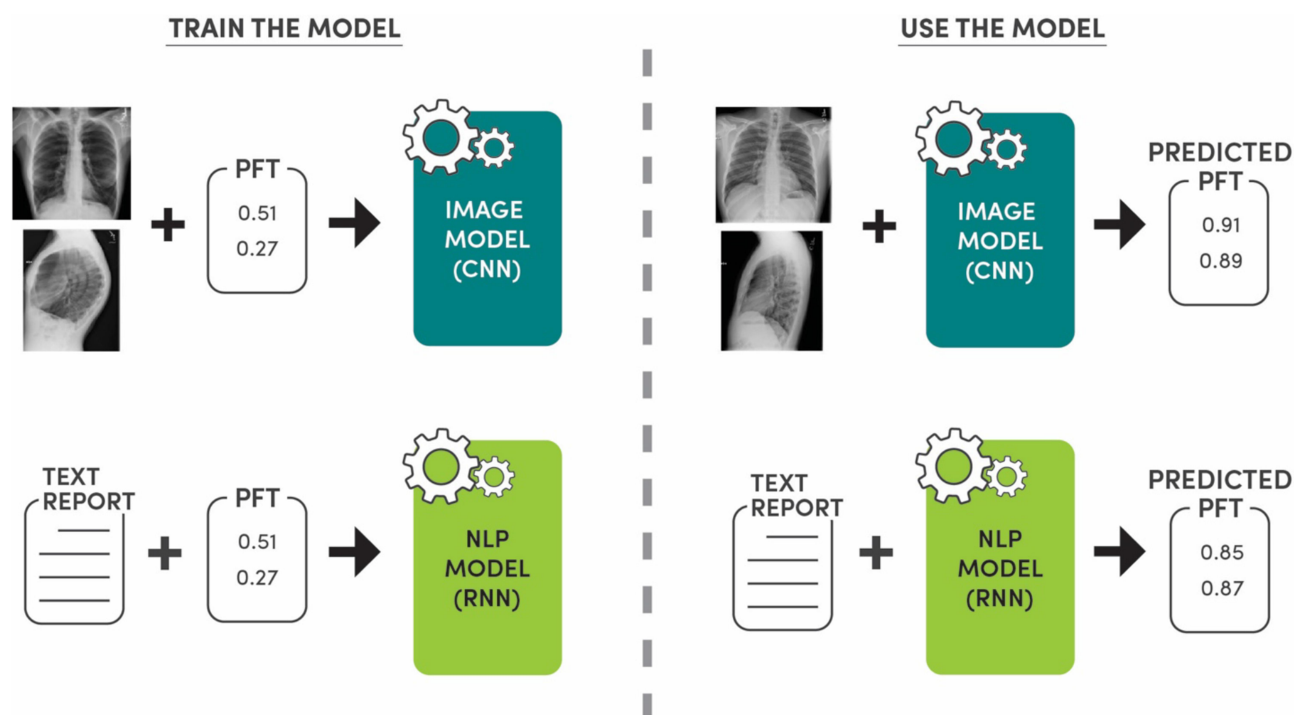 TRAIN THE MODEL
USE THE MODEL
PFT
0.51
0.27
IMAGE
MODEL
(CNN)
IMAGE
MODEL
(CNN)
PREDICTED
PFT
0.91
0.89
TEXT
REPORT
PFT
0.51
0.27
NLP
MODEL
(RNN)
TEXT
REPORT
NLP
MODEL
(RNN)
PREDICTED
PFT
0.85
0.87